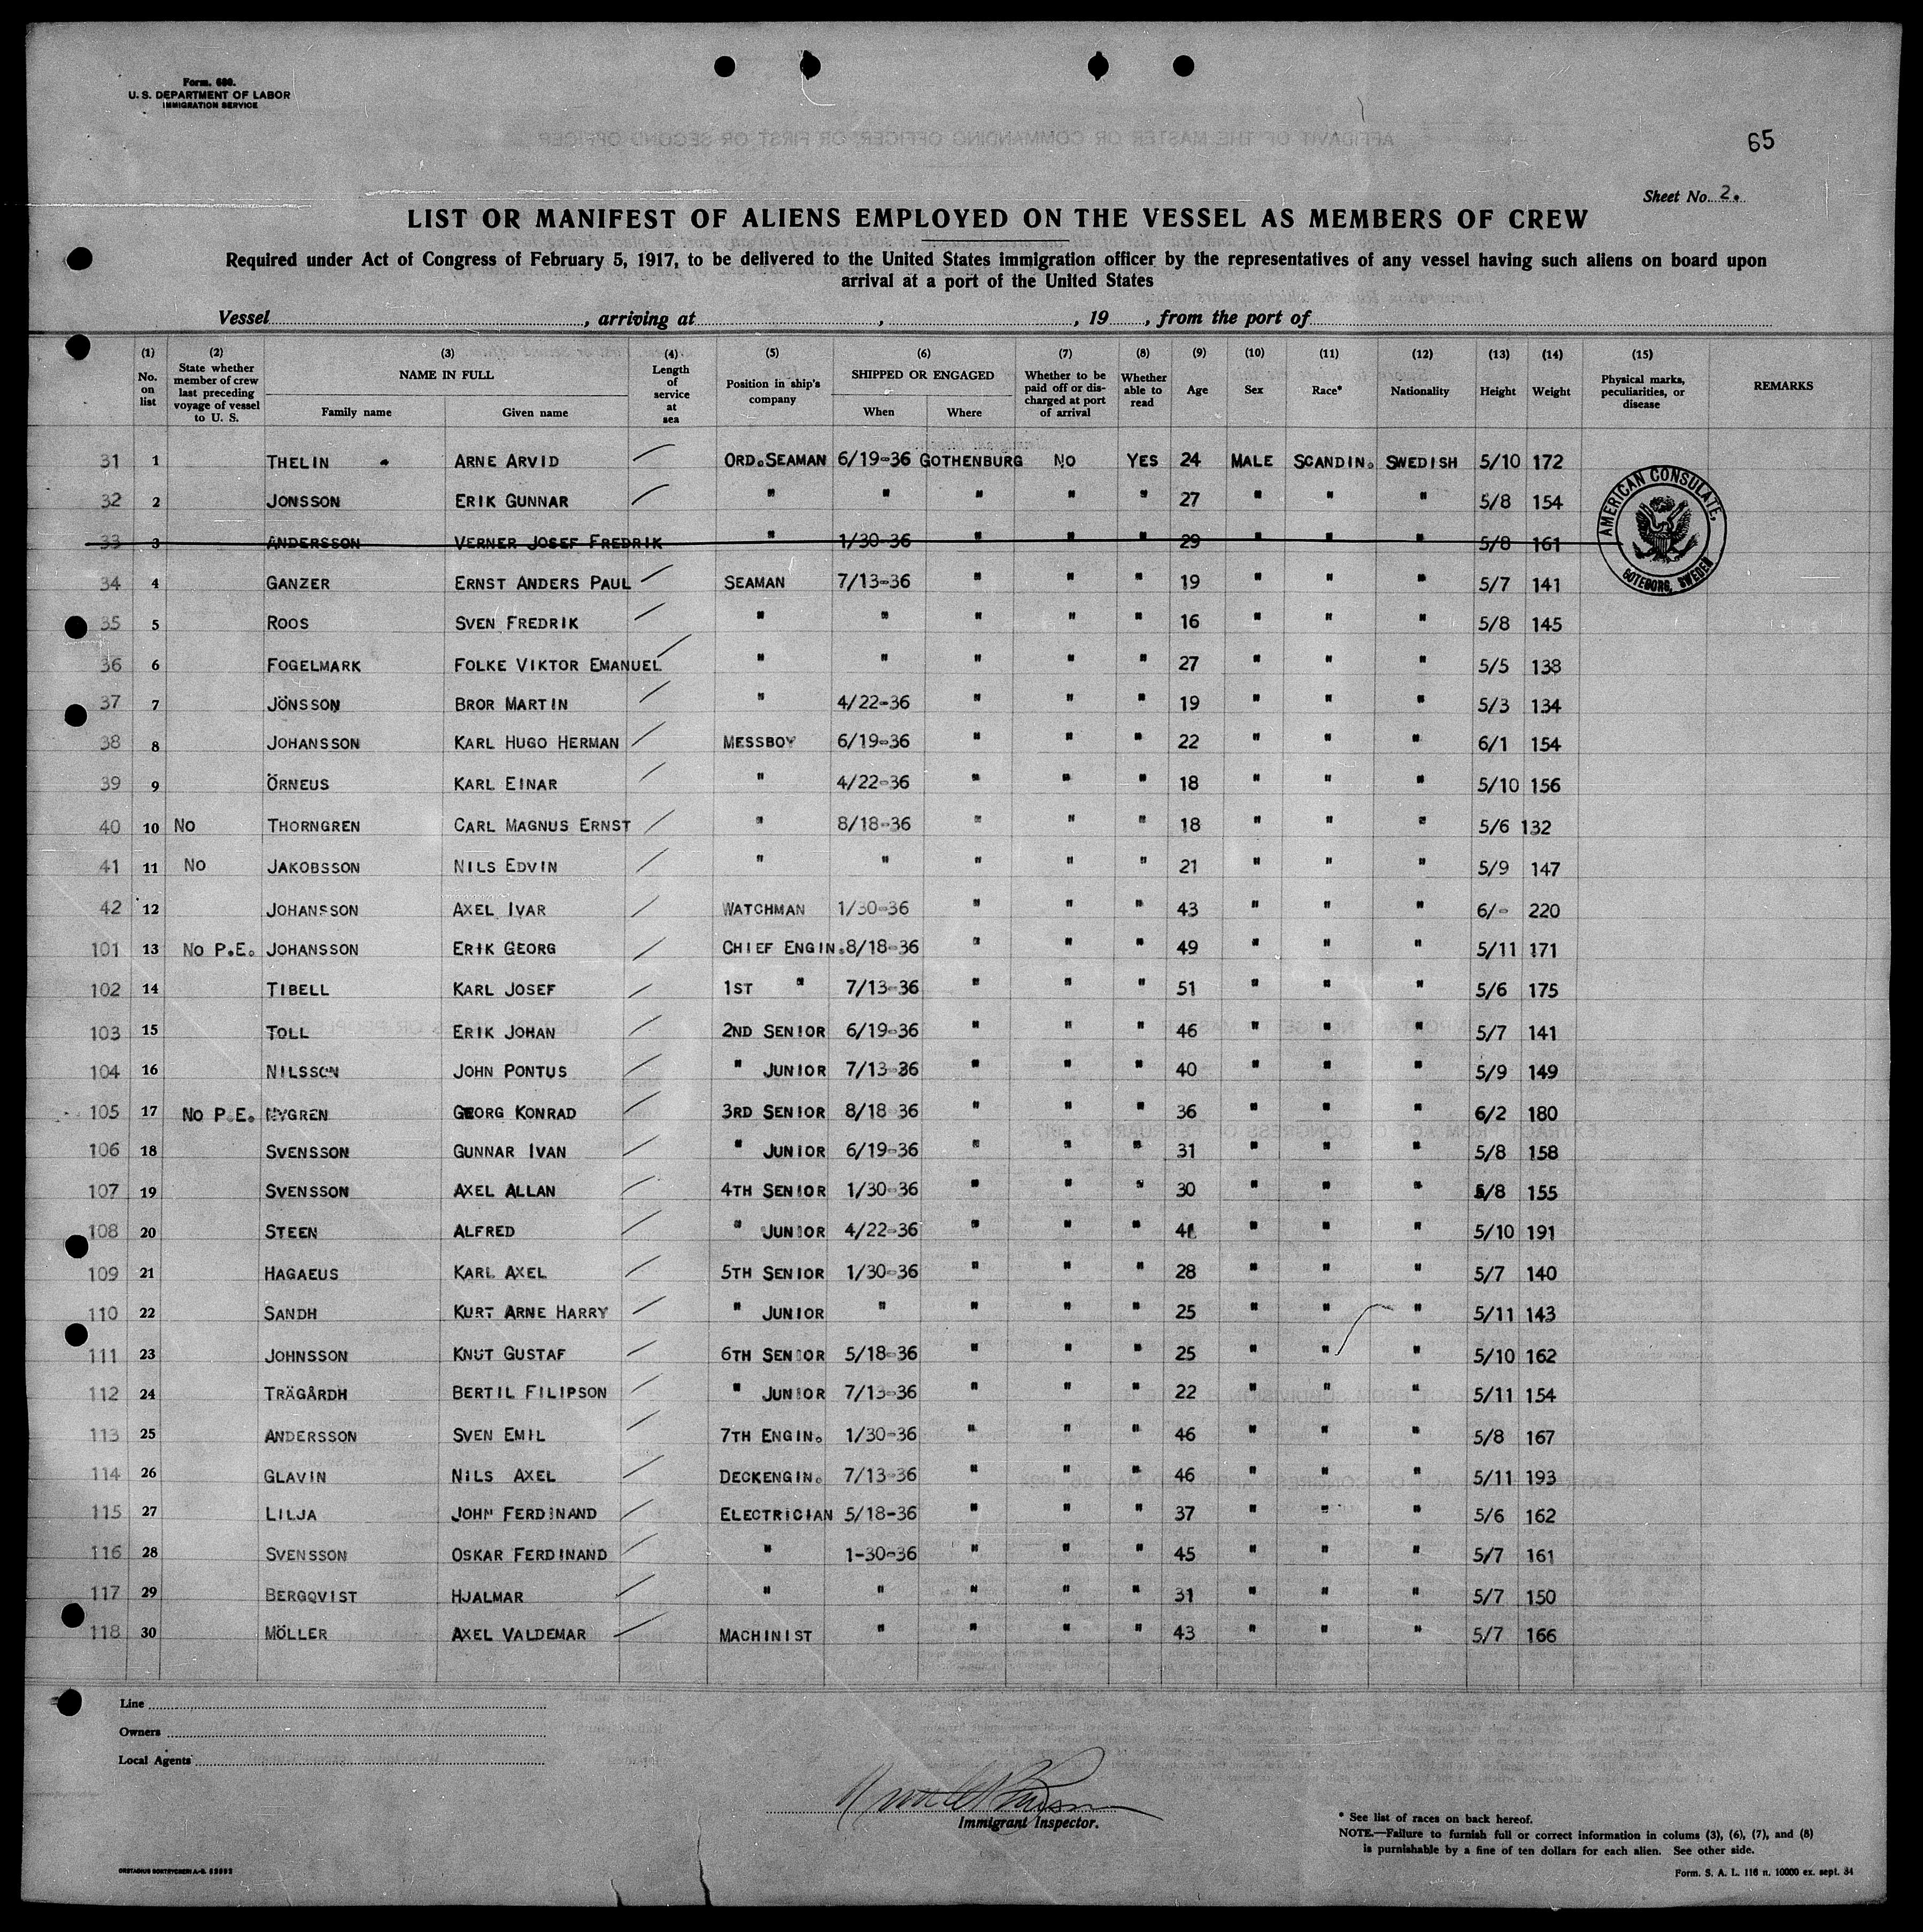 Form. 680.
U. S. DEPARTMENT OF LABOR
IMMIGRATION SERVICE
65
Sheet No. 2.
LIST OR MANIFEST OF ALIENS EMPLOYED ON THE VESSEL AS MEMBERS OF CREW
Required under Act of Congress of February 5, 1917, to be delivered to the United States immigration officer by the representatives of any vessel having such aliens on board upon
arrival at a port of the United States
Vessel , arriving at , , 19 , from the port of
(1) No. on list (2) State whether member of crew last preceding voyage of vessel to U. S. (3) NAME IN FULL Family name Given name (4) Length of service at sea (5) Position in ship's company (6) SHIPPED OR ENGAGED When Where (7) Whether to be paid off or discharged at port of arrival (8) Whether able to read (9) Age (10) Sex (11) Race* (12) Nationality (13) Height (14) Weight (15) Physical marks, peculiarities, or disease REMARKS
31 1 THELIN ARNE ARVID ORD.SEAMAN 6/19-36 GOTHENBURG NO YES 24 MALE SCANDIN. SWEDISH 5/10 172
32 2 JONSSON ERIK GUNNAR " " " " " 27 " " " 5/8 154
33 3 ANDERSSON VERNER JOSEF FREDRIK " 1/30-36 " " " 29 " " " 5/8 161
AMERICAN CONSULATE, GOTEBORG, SWEDEN
34 4 GANZER ERNST ANDERS PAUL SEAMAN 7/13-36 " " " 19 " " " 5/7 141
35 5 ROOS SVEN FREDRIK " " " " " 16 " " " 5/8 145
36 6 FOGELMARK FOLKE VIKTOR EMANUEL " " " " " 27 " " " 5/5 138
37 7 JÖNSSON BROR MARTIN " 4/22-36 " " " 19 " " " 5/3 134
38 8 JOHANSSON KARL HUGO HERMAN MESSBOY 6/19-36 " " " 22 " " " 6/1 154
39 9 ÖRNEUS KARL EINAR " 4/22-36 " " " 18 " " " 5/10 156
40 10 NO THORNGREN CARL MAGNUS ERNST " 8/18-36 " " " 18 " " " 5/6 132
41 11 NO JAKOBSSON NILS EDVIN " " " " " 21 " " " 5/9 147
42 12 JOHANSSON AXEL IVAR WATCHMAN 1/30-36 " " " 43 " " " 6/- 220
101 13 NO P.E. JOHANSSON ERIK GEORG CHIEF ENGIN. 8/18-36 " " " 49 " " " 5/11 171
102 14 TIBELL KARL JOSEF 1ST " 7/13-36 " " " 51 " " " 5/6 175
103 15 TOLL ERIK JOHAN 2ND SENIOR 6/19-36 " " " 46 " " " 5/7 141
104 16 NILSSON JOHN PONTUS " JUNIOR 7/13-36 " " " 40 " " " 5/9 149
105 17 NO P.E. NYGREN GEORG KONRAD 3RD SENIOR 8/18 36 " " " 36 " " " 6/2 180
106 18 SVENSSON GUNNAR IVAN " JUNIOR 6/19-36 " " " 31 " " " 5/8 158
107 19 SVENSSON AXEL ALLAN 4TH SENIOR 1/30-36 " " " 30 " " " 5/8 155
108 20 STEEN ALFRED " JUNIOR 4/22-36 " " " " " " 5/10 191
109 21 HAGAEUS KARL AXEL 5TH SENIOR 1/30-36 " " " 28 " " " 5/7 140
110 22 SANDH KURT ARNE HARRY " JUNIOR " " " " 25 " " " 5/11 143
111 23 JOHNSSON KNUT GUSTAF 6TH SENIOR 5/18-36 " " " 25 " " " 5/10 162
112 24 TRÄGÅRDH BERTIL FILIPSON " JUNIOR 7/13-36 " " " 22 " " " 5/11 154
113 25 ANDERSSON SVEN EMIL 7TH ENGIN. 1/30-36 " " " 46 " " " 5/8 167
114 26 GLAVIN NILS AXEL DECKENGIN. 7/13-36 " " " 46 " " " 5/11 193
115 27 LILJA JOHN FERDINAND ELECTRICIAN 5/18-36 " " " 37 " " " 5/6 162
116 28 SVENSSON OSKAR FERDINAND " 1-30-36 " " " 45 " " " 5/7 161
117 29 BERGQVIST HJALMAR " " " " " 31 " " " 5/7 150
118 30 MÖLLER AXEL VALDEMAR MACHINIST " " " " 43 " " " 5/7 166
Line
Owners
Local Agents
Immigrant Inspector.
* See list of races on back hereof.
NOTE.—Failure to furnish full or correct information in colums (3), (6), (7), and (8)
is punishable by a fine of ten dollars for each alien. See other side.
Form. S. A. L. 116 n. 10000 ex. sept. 34